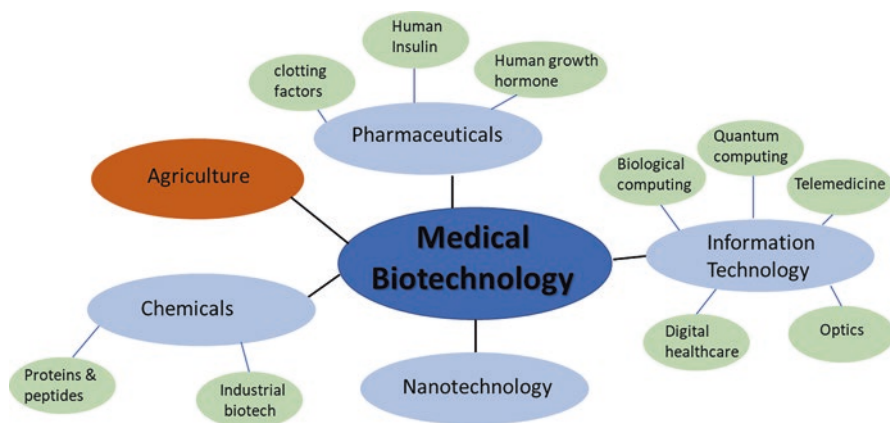 Human
Insulin
clotting
factors
Human growth
hormone
Pharmaceuticals
Agriculture
Medical
Biotechnology
Quantum
computing
Biological
computing
Telemedicine
Information
Technology
Digital
healthcare
Optics
Chemicals
Proteins &
peptides
Industrial
biotech
Nanotechnology